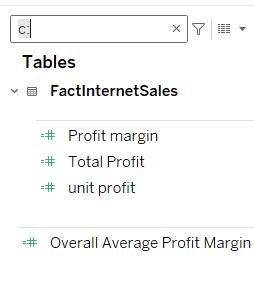 c:
Tables
FactInternetSales
Profit margin
Total Profit
unit profit
Overall Average Profit Margin